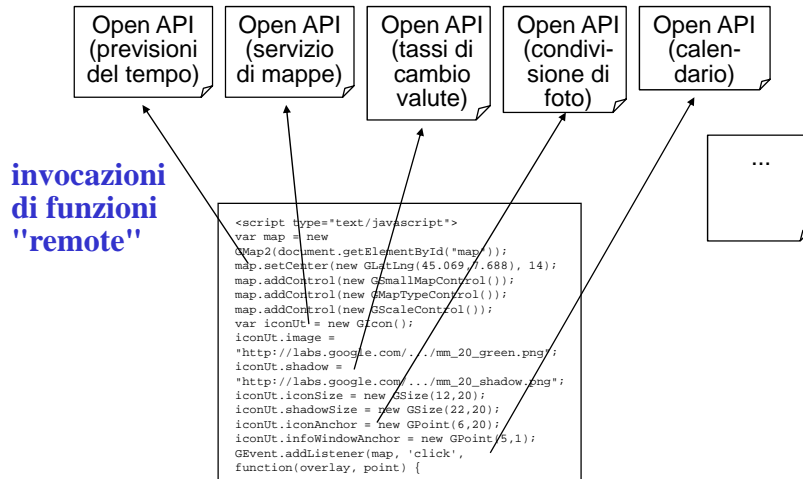 Open API
(previsioni
del tempo)
Open API
(servizio
di mappe)
Open API
(tassi di
cambio
valute)
Open API
(condivi-
sione di
foto)
Open API
(calen-
dario)
...
invocazioni
di funzioni
"remote"
<script type="text/javascript">
var map = new
GMap2(document.getElementById("map"));
map.setCenter(new GLatLng(45.069,7.688), 14);
map.addControl(new GSmallMapControl());
map.addControl(new GMapTypeControl());
map.addControl(new GScaleControl());
var iconUt = new GIcon();
iconUt.image =
"http://labs.google.com/.../mm_20_green.png";
iconUt.shadow =
"http://labs.google.com/.../mm_20_shadow.png";
iconUt.iconSize = new GSize(12,20);
iconUt.shadowSize = new GSize(22,20);
iconUt.iconAnchor = new GPoint(6,20);
iconUt.infoWindowAnchor = new GPoint(5,1);
GEvent.addListener(map, 'click',
function(overlay, point) {